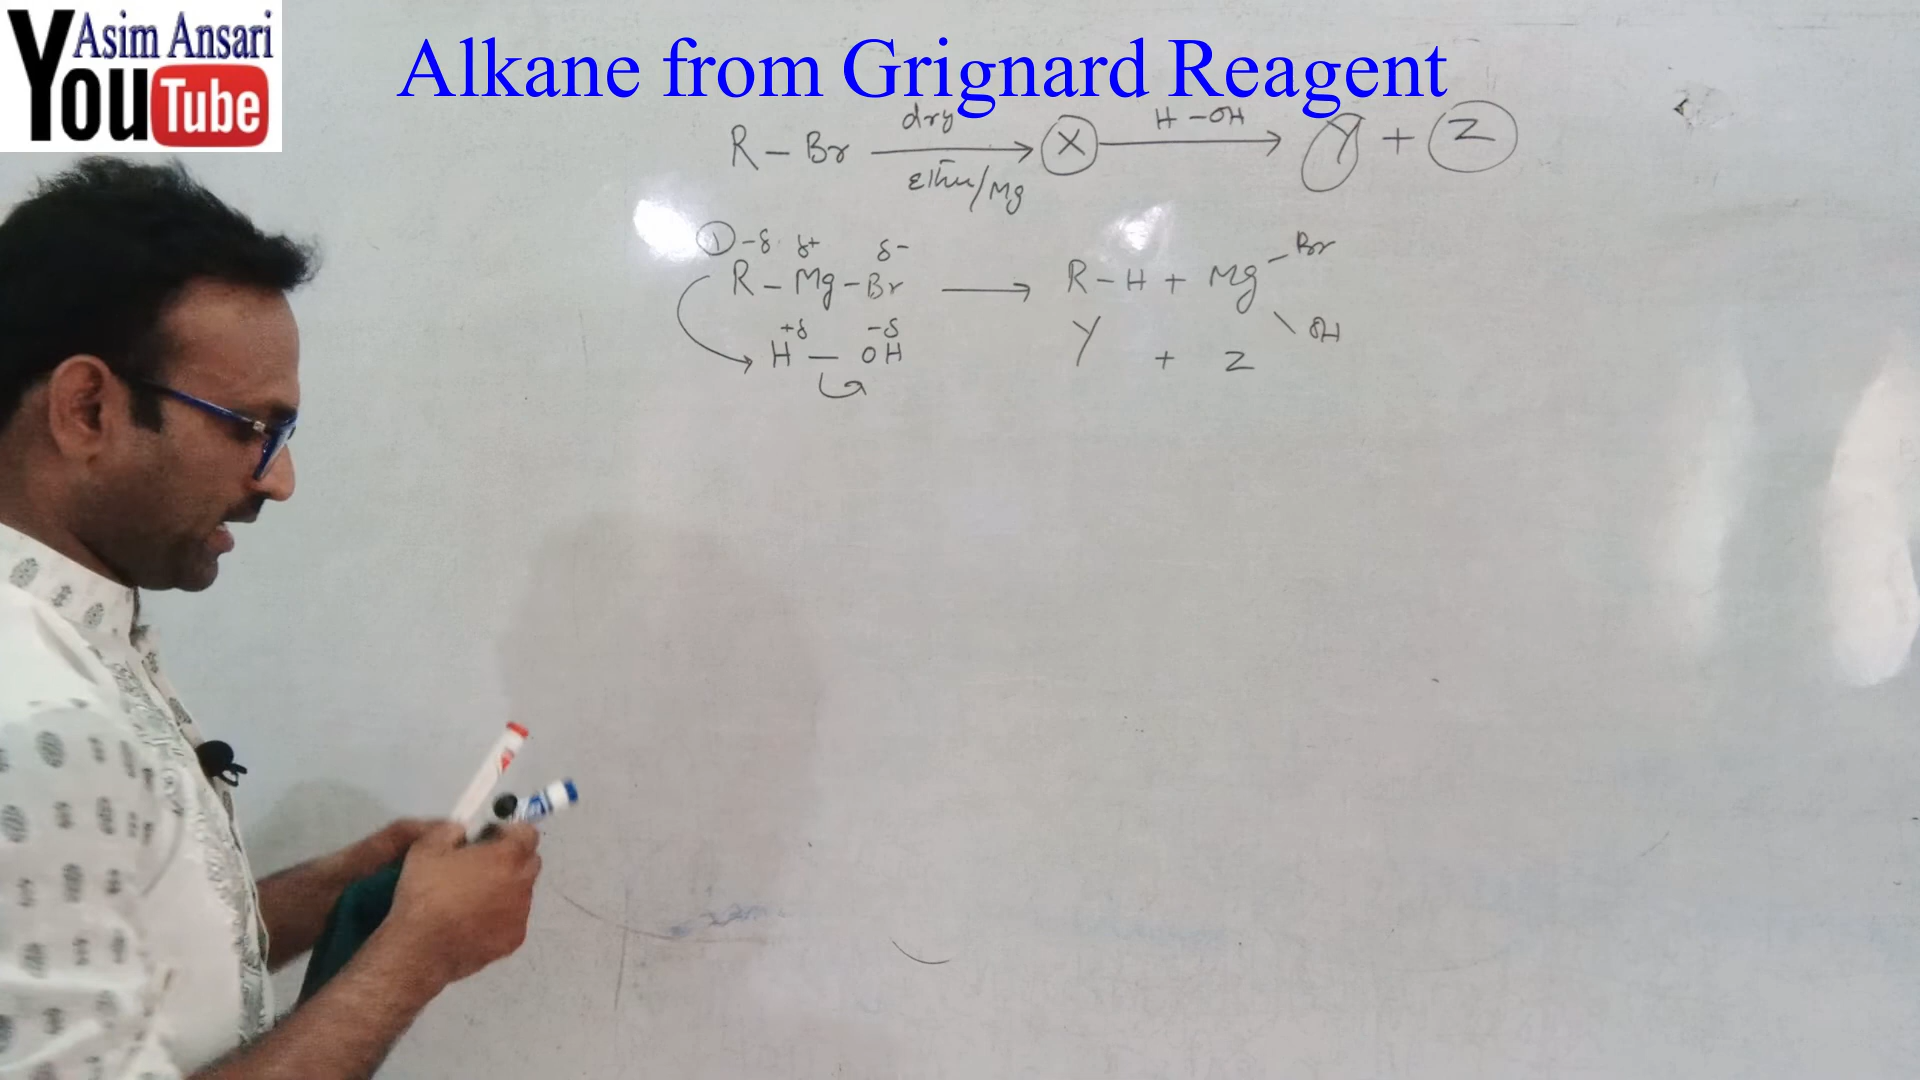 Asim Ansari
YouTube
Alkane from Grignard Reagent
R – Br dry ether/Mg → X H – OH → Y + Z
① -δ δ+ δ-
R – Mg – Br → R – H + Mg – Br
+δ -δ \ OH
H — OH Y + Z